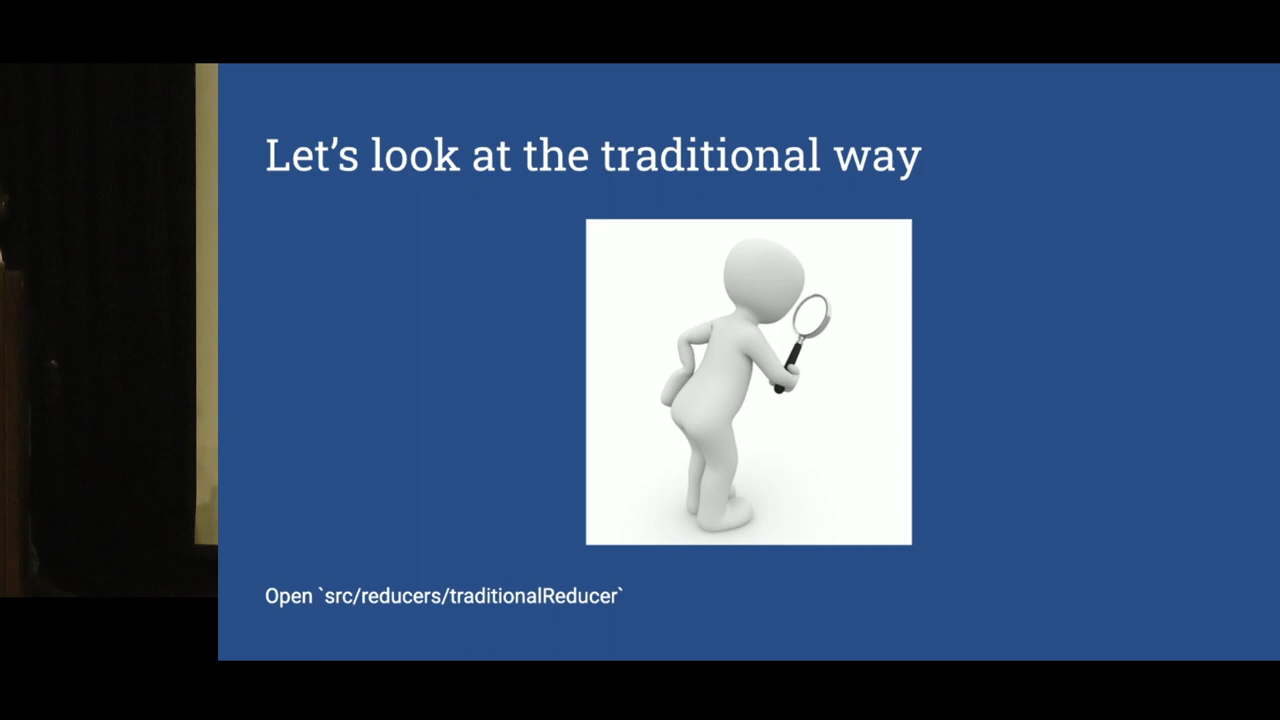 Let’s look at the traditional way
Open `src/reducers/traditionalReducer`